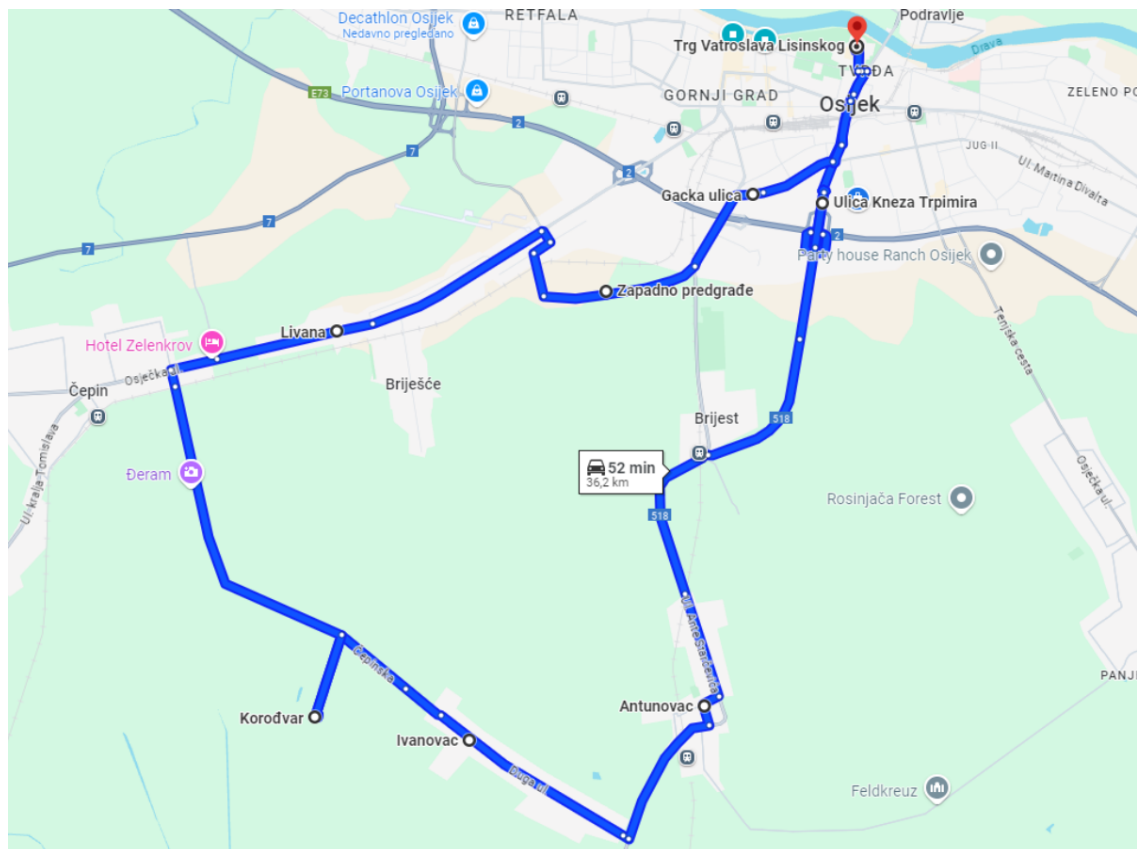 Decathlon Osijek
Nedavno pregledano
RETFALA
Podravlje
Trg Vatroslava Lisinskog
Drava
E73
Portanova Osijek
GORNJI GRAD
Osijek
ZELENO PO
2
7
2
JUG II
Ul. Martina Divalta
Gacka ulica
Ulica Kneza Trpimira
7
7
2
Party house Ranch Osijek
Zapadno predgrađe
Tenjska cesta
Livana
Hotel Zelenkrov
Osječka ul.
Čepin
Briješće
Brijest
518
Ul. kralja Tomislava
Đeram
52 min
36,2 km
518
Rosinjača Forest
Osječka ul.
Ul. Ante Starčevića
Čepinska
PANJ
Korođvar
Ivanovac
Antunovac
Duga ul.
Feldkreuz